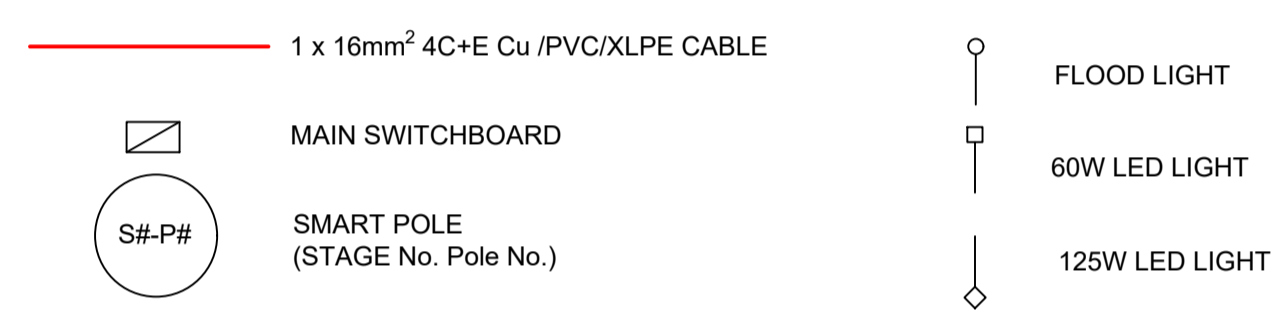 1 x 16mm² 4C+E Cu /PVC/XLPE CABLE
MAIN SWITCHBOARD
S#-P#
SMART POLE
(STAGE No. Pole No.)
FLOOD LIGHT
60W LED LIGHT
125W LED LIGHT